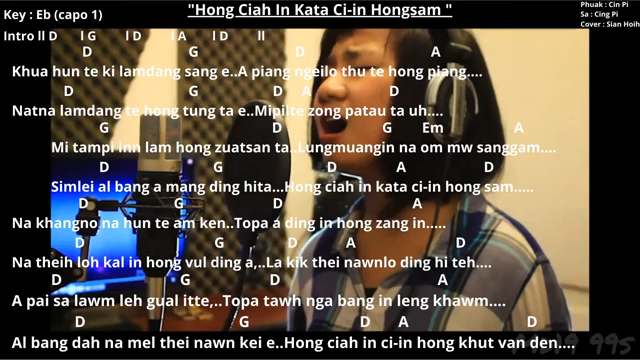 Key : Eb (capo 1)
"Hong Ciah In Kata Ci-in Hongsam "
Phuak : Cin Pi
Sa : Cing Pi
Cover : Sian Hoih
Intro ll D l G l D l A l D ll
D G D A
Khua hun te ki lamdang sang e..A piang ngeilo thu te hong piang....
D G D A D
Natna lamdang te hong tung ta e..Mipilte zong patau ta uh....
G D G Em A
Mi tampi inn lam hong zuatsan ta..Lungmuangin na om mw sanggam....
D G D A D
Simlei al bang a mang ding hita...Hong ciah in kata ci-in hong sam.....
D G D A
Na khangno na hun te am ken..Topa a ding in hong zang in.....
D G D A D
Na theih loh kal in hong vul ding a,..La kik thei nawnlo ding hi teh....
D G D A
A pai sa lawm leh gual itte,..Topa tawh nga bang in leng khawm....
D G D A D
Al bang dah na mel thei nawn kei e..Hong ciah in ci-in hong khut van den....